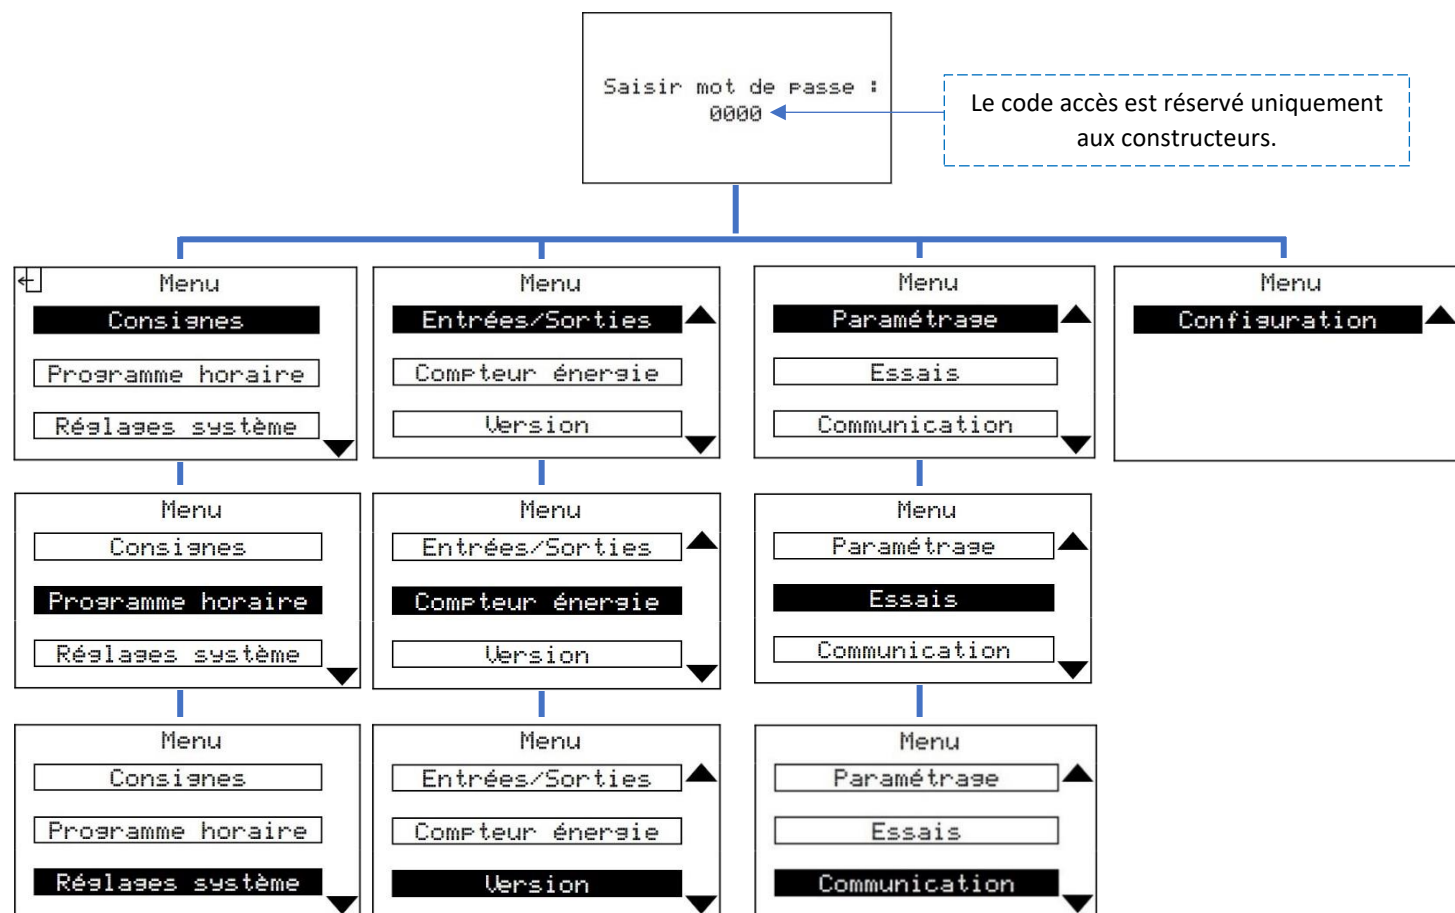 Saisir mot de passe :
0000
Le code accès est réservé uniquement
aux constructeurs.
Menu
Consignes
Programme horaire
Réglages système
Menu
Entrées/Sorties
Compteur énergie
Version
Menu
Paramétrage
Essais
Communication
Menu
Configuration
Menu
Consignes
Programme horaire
Réglages système
Menu
Entrées/Sorties
Compteur énergie
Version
Menu
Paramétrage
Essais
Communication
Menu
Consignes
Programme horaire
Réglages système
Menu
Entrées/Sorties
Compteur énergie
Version
Menu
Paramétrage
Essais
Communication